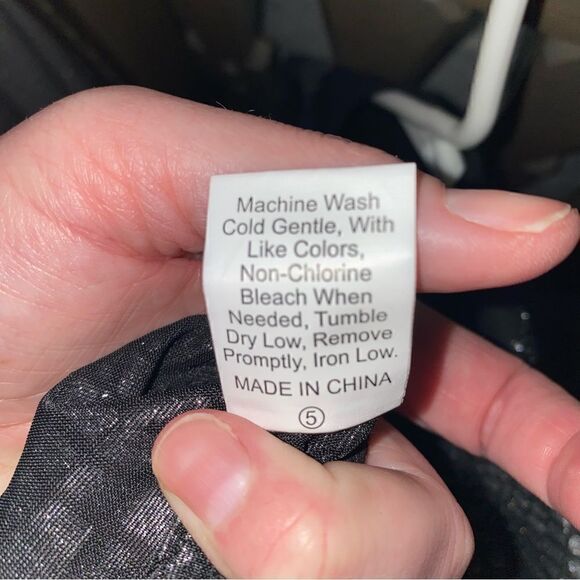 Machine Wash
Cold Gentle, With
Like Colors,
Non-Chlorine
Bleach When
Needed, Tumble
Dry Low, Remove
Promptly, Iron Low.
MADE IN CHINA
⑤